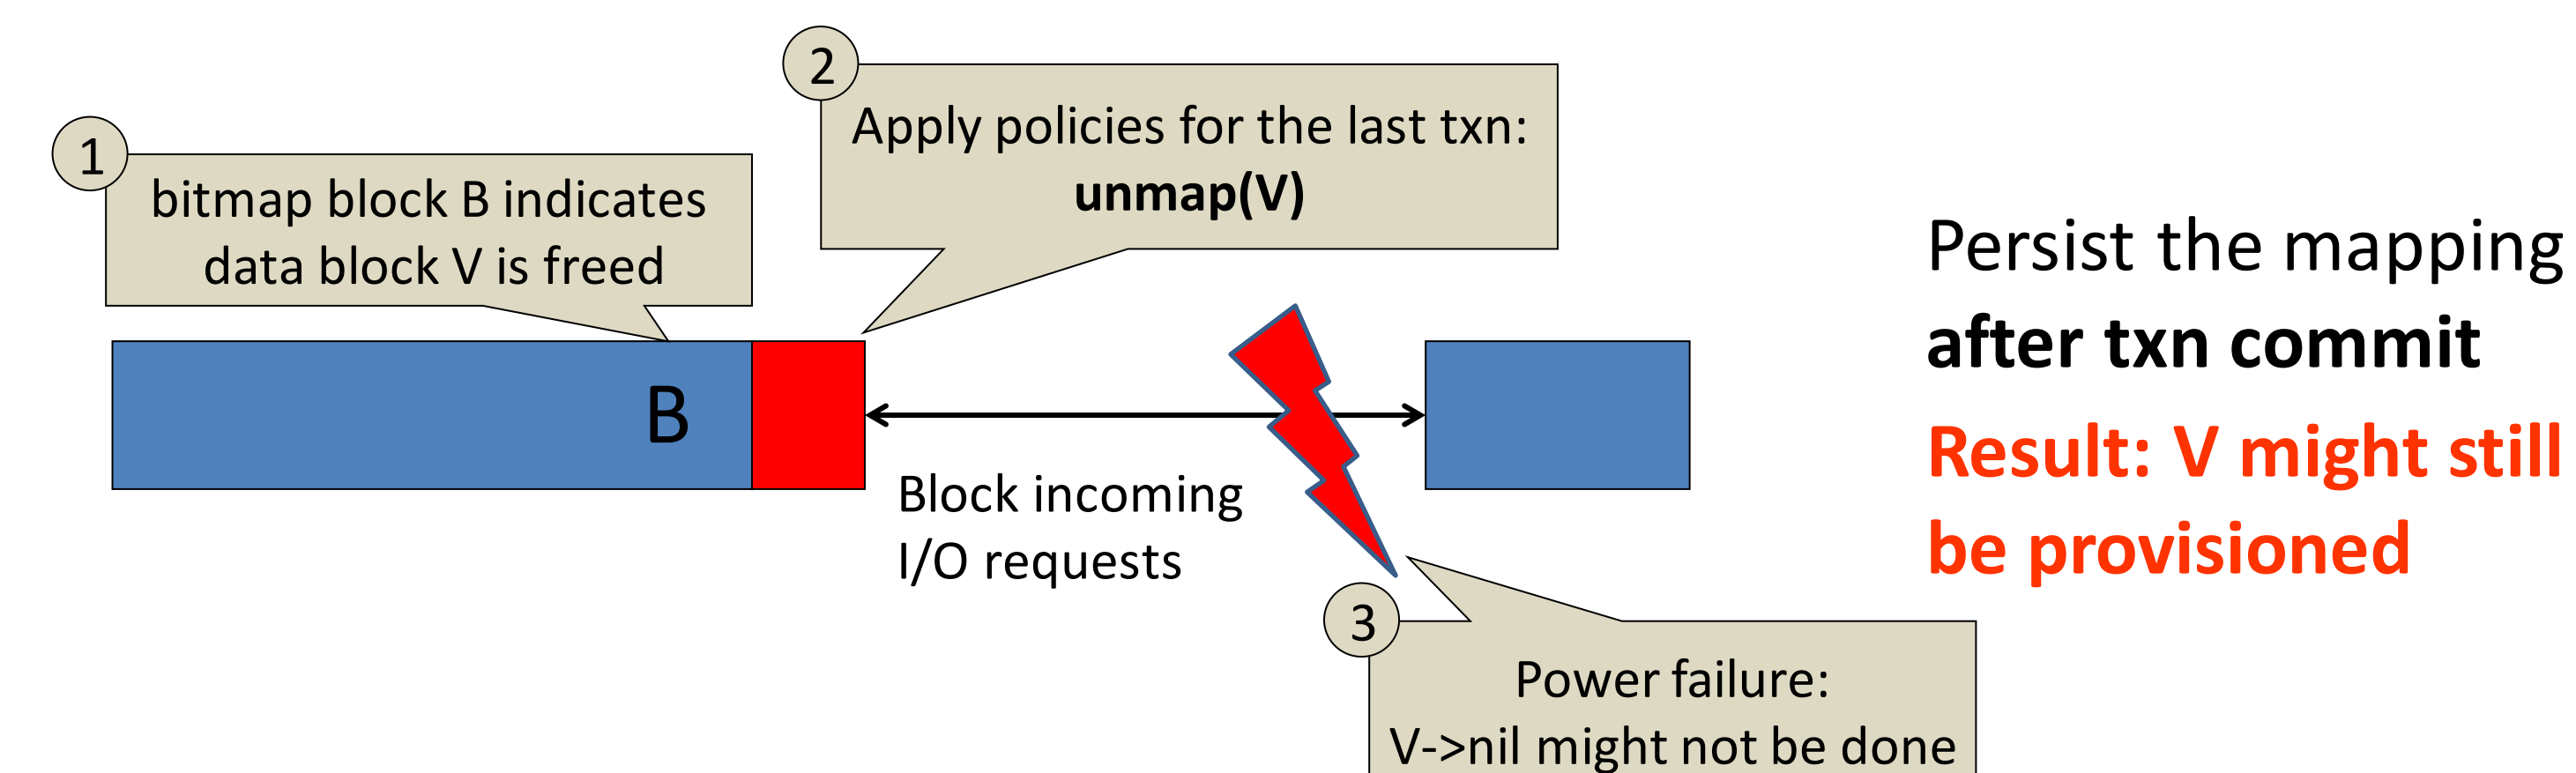 1
bitmap block B indicates
data block V is freed
2
Apply policies for the last txn:
unmap(V)
B
Block incoming
I/O requests
3
Power failure:
V->nil might not be done
Persist the mapping
after txn commit
Result: V might still
be provisioned